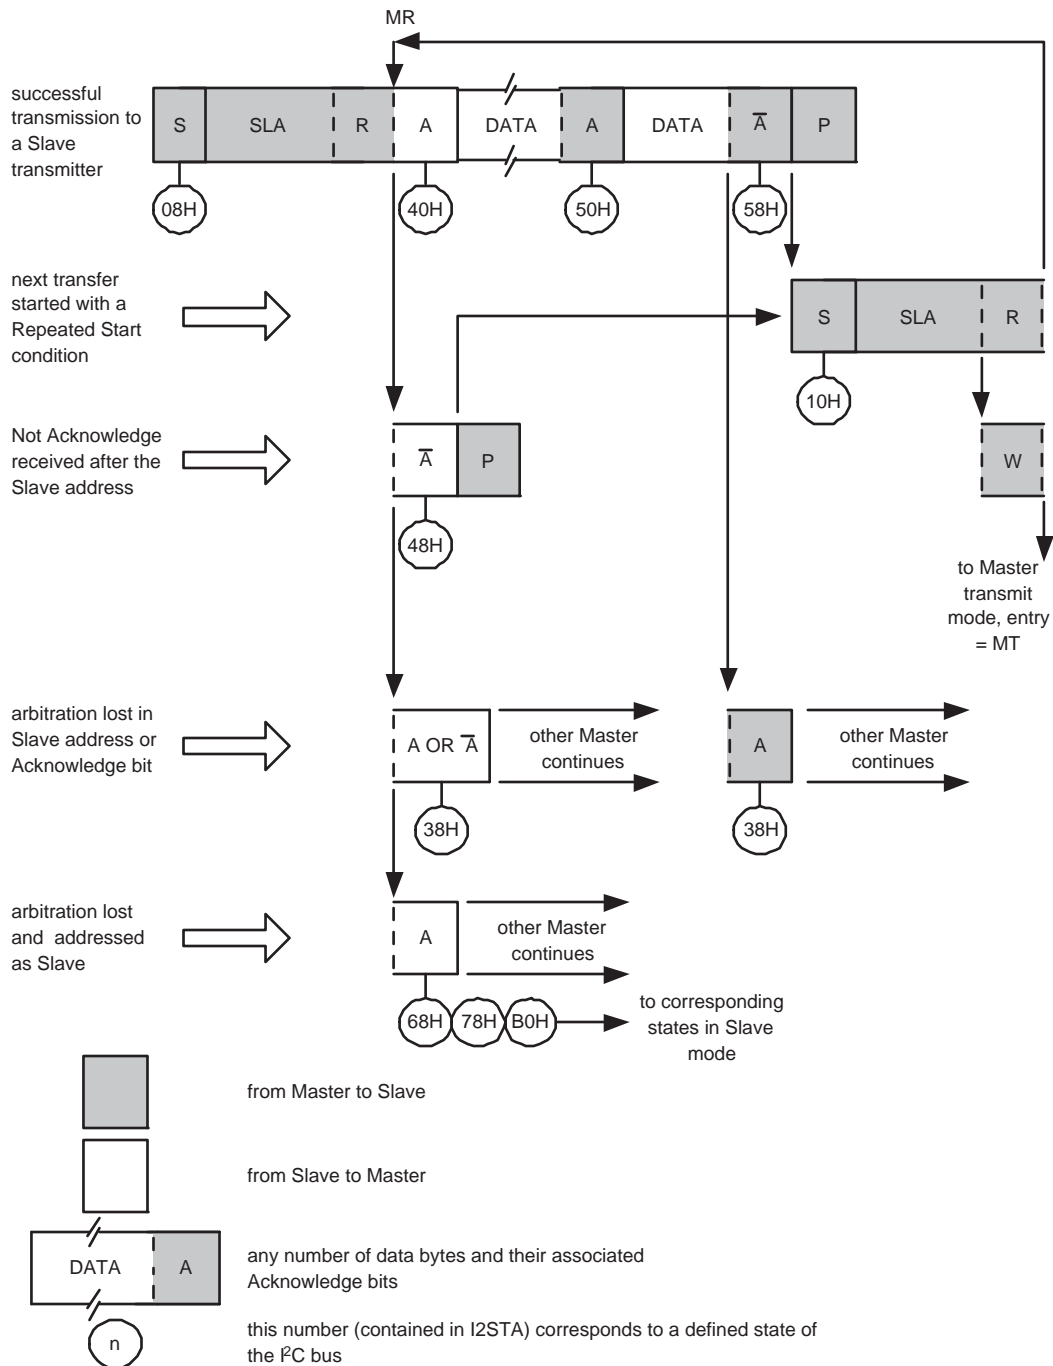 MR
successful
transmission to
a Slave
transmitter
S SLA R A DATA A DATA A̅ P
08H 40H 50H 58H
next transfer
started with a
Repeated Start
condition
S SLA R
10H
Not Acknowledge
received after the
Slave address
A̅ P
W
48H
to Master
transmit
mode, entry
= MT
arbitration lost in
Slave address or
Acknowledge bit
A OR A̅
other Master
continues
A
other Master
continues
38H 38H
arbitration lost
and addressed
as Slave
A
other Master
continues
68H 78H B0H
to corresponding
states in Slave
mode
from Master to Slave
from Slave to Master
DATA A
any number of data bytes and their associated
Acknowledge bits
n
this number (contained in I2STA) corresponds to a defined state of
the I²C bus